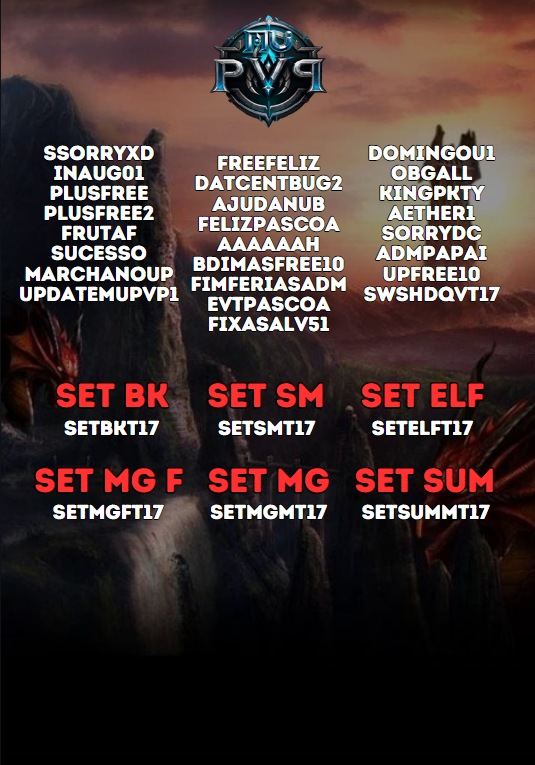 MU
PVP
SSORRYXD
INAUG01
PLUSFREE
PLUSFREE2
FRUTAF
SUCESSO
MARCHANOUP
UPDATEMUPVP1
FREEFELIZ
DATCENTBUG2
AJUDANUB
FELIZPASCOA
AAAAAAH
BDIMASFREE10
FIMFERIASADM
EVTPASCOA
FIXASALV51
DOMINGOU1
OBGALL
KINGPKTY
AETHER1
SORRYDC
ADMPAPAI
UPFREE10
SWSHDQVT17
SET BK
SETBKT17
SET SM
SETSMT17
SET ELF
SETELFT17
SET MG F
SETMGFT17
SET MG
SETMGMT17
SET SUM
SETSUMMT17